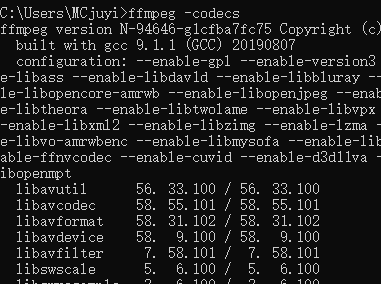 C:\Users\MCjuyi>ffmpeg -codecs
ffmpeg version N-94646-g1cfba7fc75 Copyright (c)
built with gcc 9.1.1 (GCC) 20190807
configuration: --enable-gpl --enable-version3
e-libass --enable-libdav1d --enable-libbluray
le-libopencore-amrwb --enable-libopenjpeg --en
le-libtheora --enable-libtwolame --enable-libvpx
-enable-libxml2 --enable-libzimg --enable-lzma
e-libvo-amrwbenc --enable-libmysofa --enable-l
able-ffnvcodec --enable-cuvid --enable-d3d11va
ibopenmpt
libavutil 56. 33.100 / 56. 33.100
libavcodec 58. 55.101 / 58. 55.101
libavformat 58. 31.102 / 58. 31.102
libavdevice 58. 9.100 / 58. 9.100
libavfilter 7. 58.101 / 7. 58.101
libswscale 5. 6.100 / 5. 6.100